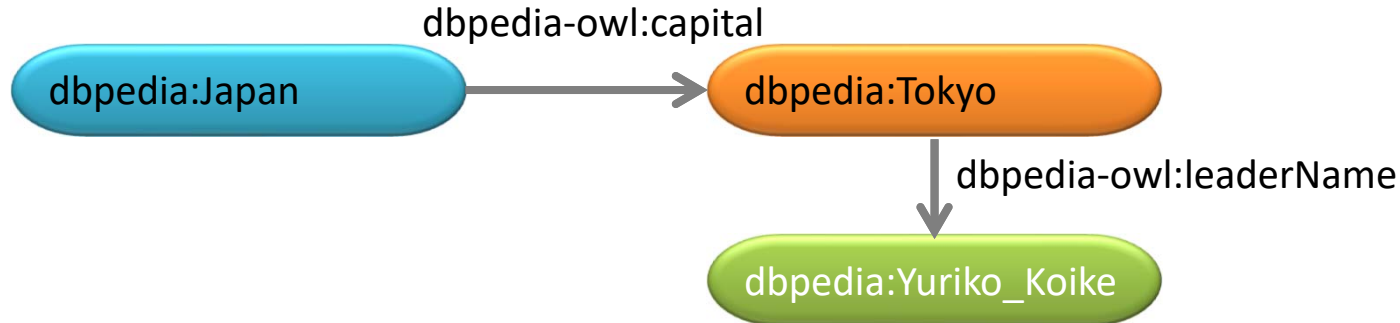 dbpedia-owl:capital
dbpedia:Japan
dbpedia:Tokyo
dbpedia-owl:leaderName
dbpedia:Yuriko_Koike